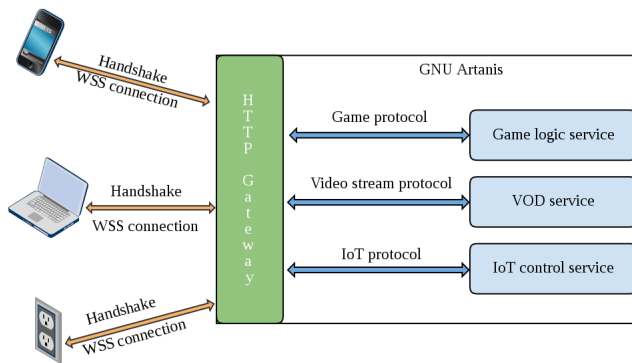 Handshake
WSS connection
GNU Artanis
HTTP Gateway
Game protocol
Game logic service
Handshake
WSS connection
Video stream protocol
VOD service
IoT protocol
IoT control service
Handshake
WSS connection